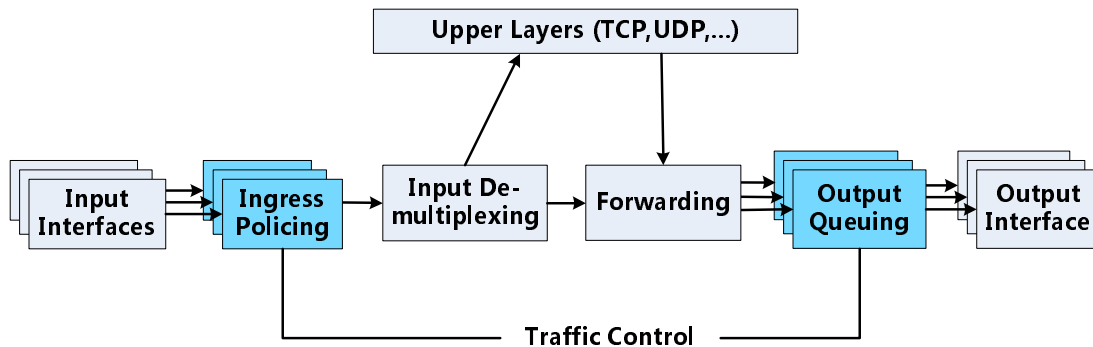 Upper Layers (TCP,UDP,...)
Input
Interfaces
Ingress
Policing
Input De-
multiplexing
Forwarding
Output
Queuing
Output
Interface
Traffic Control